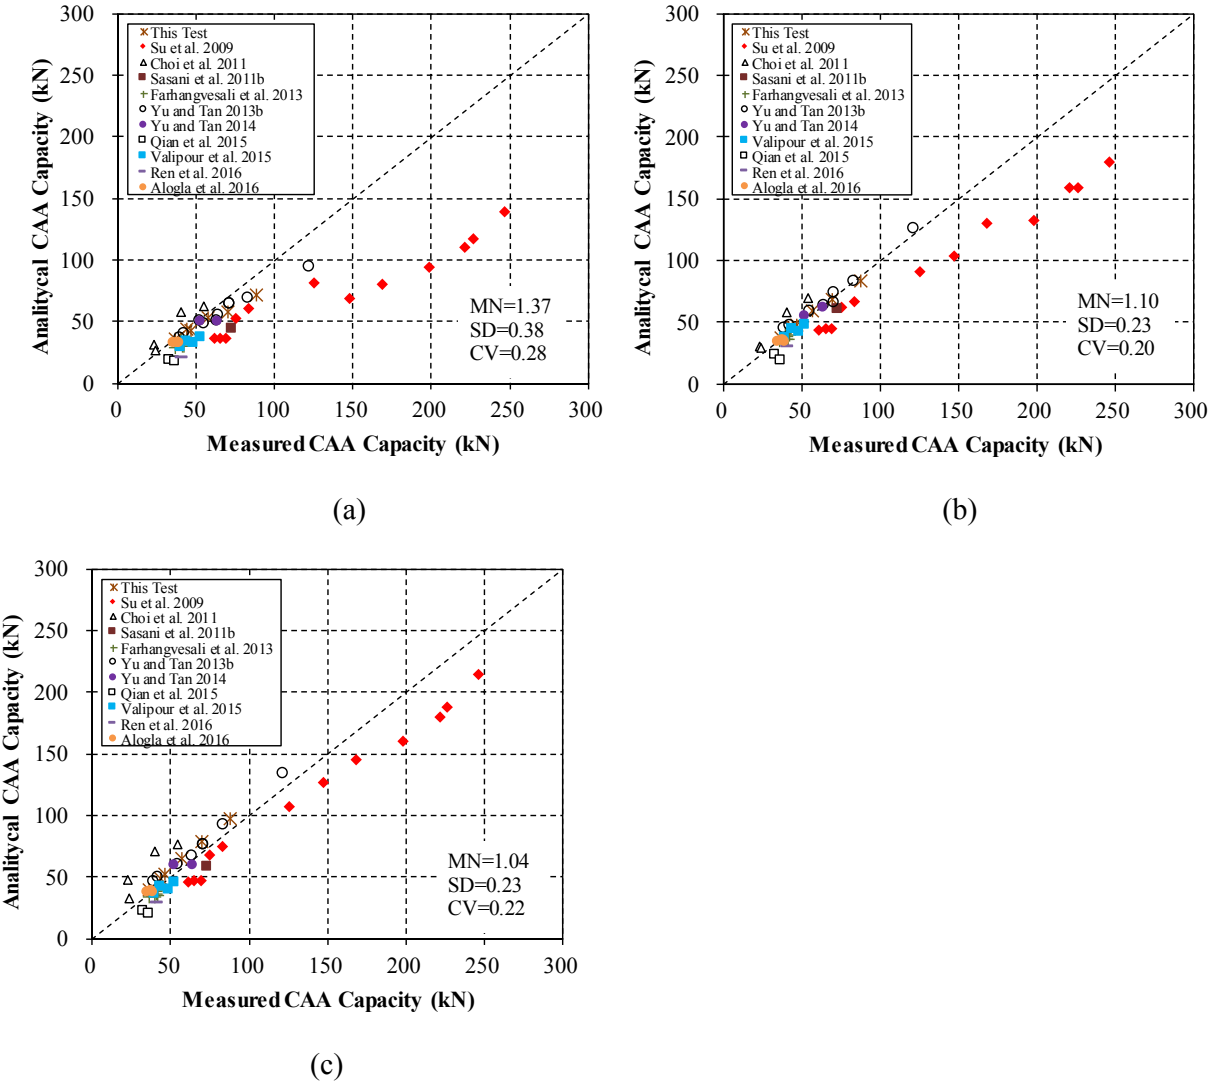 Analitycal CAA Capacity (kN)
300
250
200
150
100
50
0
This Test
Su et al. 2009
Choi et al. 2011
Sasani et al. 2011b
Farhangvesali et al. 2013
Yu and Tan 2013b
Yu and Tan 2014
Qian et al. 2015
Valipour et al. 2015
Ren et al. 2016
Alogla et al. 2016
MN=1.37
SD=0.38
CV=0.28
0 50 100 150 200 250 300
Measured CAA Capacity (kN)
(a)
Analitycal CAA Capacity (kN)
300
250
200
150
100
50
0
This Test
Su et al. 2009
Choi et al. 2011
Sasani et al. 2011b
Farhangvesali et al. 2013
Yu and Tan 2013b
Yu and Tan 2014
Valipour et al. 2015
Qian et al. 2015
Ren et al. 2016
Alogla et al. 2016
MN=1.10
SD=0.23
CV=0.20
0 50 100 150 200 250 300
Measured CAA Capacity (kN)
(b)
Analitycal CAA Capacity (kN)
300
250
200
150
100
50
0
This Test
Su et al. 2009
Choi et al. 2011
Sasani et al. 2011b
Farhangvesali et al. 2013
Yu and Tan 2013b
Yu and Tan 2014
Qian et al. 2015
Valipour et al. 2015
Ren et al. 2016
Alogla et al. 2016
MN=1.04
SD=0.23
CV=0.22
0 50 100 150 200 250 300
Measured CAA Capacity (kN)
(c)